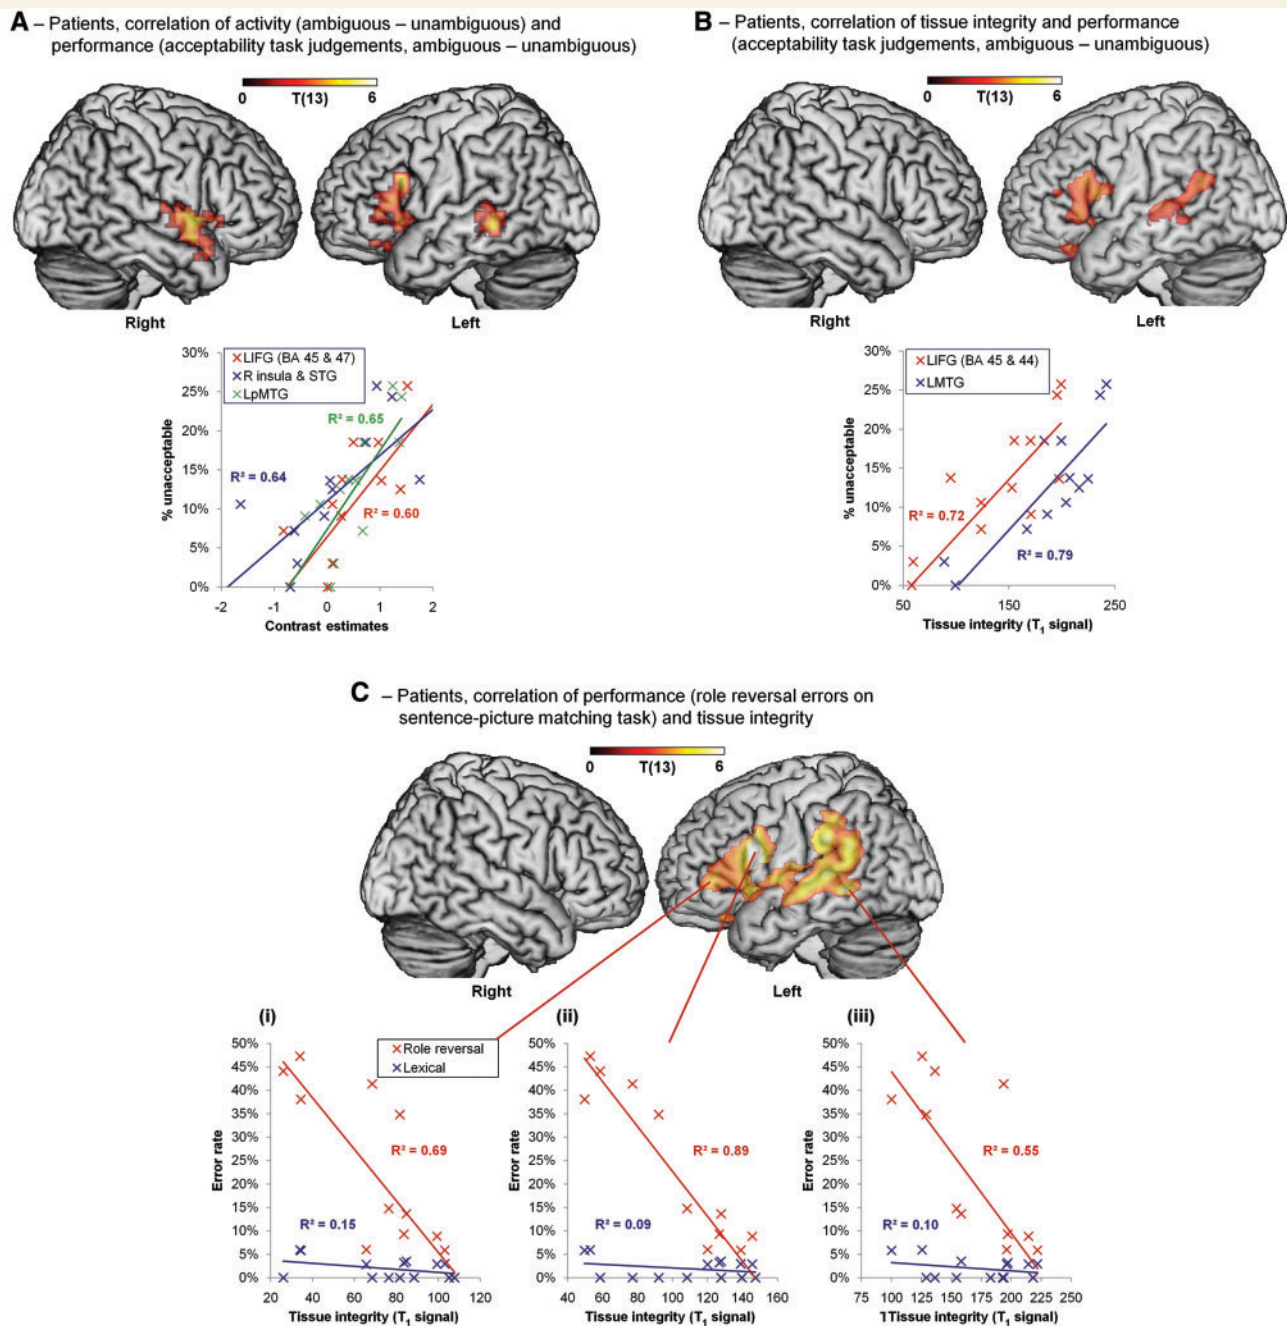 A – Patients, correlation of activity (ambiguous – unambiguous) and
performance (acceptability task judgements, ambiguous – unambiguous)
0 T(13) 6
Right Left
30%
25%
20%
15%
10%
5%
0%
% unacceptable
LIFG (BA 45 & 47)
R insula & STG
LpMTG
R² = 0.65
R² = 0.64
R² = 0.60
-2 -1 0 1 2
Contrast estimates
B – Patients, correlation of tissue integrity and performance
(acceptability task judgements, ambiguous – unambiguous)
0 T(13) 6
Right Left
30%
25%
20%
15%
10%
5%
0%
% unacceptable
LIFG (BA 45 & 44)
LMTG
R² = 0.72
R² = 0.79
50 150 250
Tissue integrity (T₁ signal)
C – Patients, correlation of performance (role reversal errors on
sentence-picture matching task) and tissue integrity
0 T(13) 6
Right Left
(i)
50%
45%
40%
35%
30%
25%
20%
15%
10%
5%
0%
Error rate
Role reversal
Lexical
R² = 0.69
R² = 0.15
20 40 60 80 100 120
Tissue integrity (T₁ signal)
(ii)
50%
45%
40%
35%
30%
25%
20%
15%
10%
5%
0%
Error rate
R² = 0.89
R² = 0.09
40 60 80 100 120 140 160
Tissue integrity (T₁ signal)
(iii)
50%
45%
40%
35%
30%
25%
20%
15%
10%
5%
0%
Error rate
R² = 0.55
R² = 0.10
75 100 125 150 175 200 225 250
1Tissue integrity (T₁ signal)